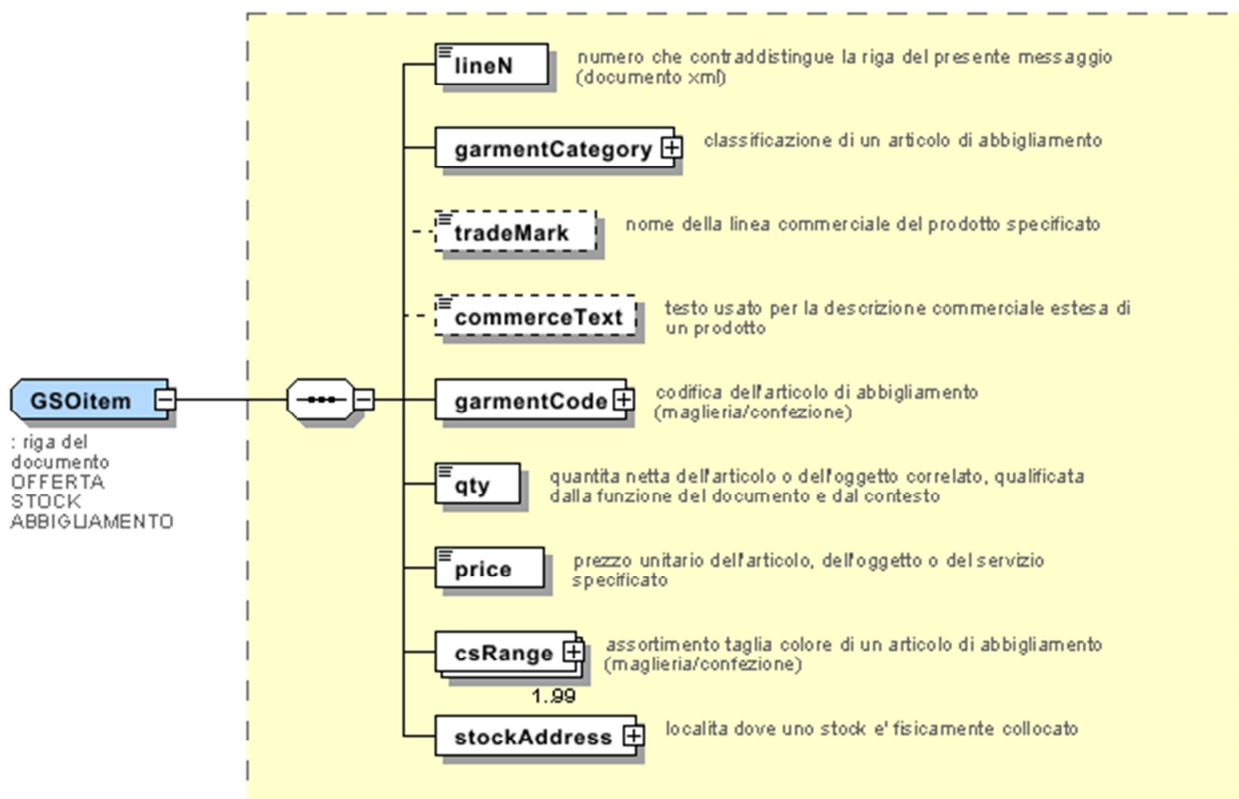 lineN
numero che contraddistingue la riga del presente messaggio
(documento xml)
garmentCategory
classificazione di un articolo di abbigliamento
tradeMark
nome della linea commerciale del prodotto specificato
commerceText
testo usato per la descrizione commerciale estesa di
un prodotto
GSOitem
: riga del
documento
OFFERTA
STOCK
ABBIGLIAMENTO
garmentCode
codifica dell'articolo di abbigliamento
(maglieria/confezione)
qty
quantita netta dell'articolo o dell'oggetto correlato, qualificata
dalla funzione del documento e dal contesto
price
prezzo unitario dell'articolo, dell'oggetto o del servizio
specificato
csRange
assortimento taglia colore di un articolo di abbigliamento
(maglieria/confezione)
1..99
stockAddress
localita dove uno stock e' fisicamente collocato